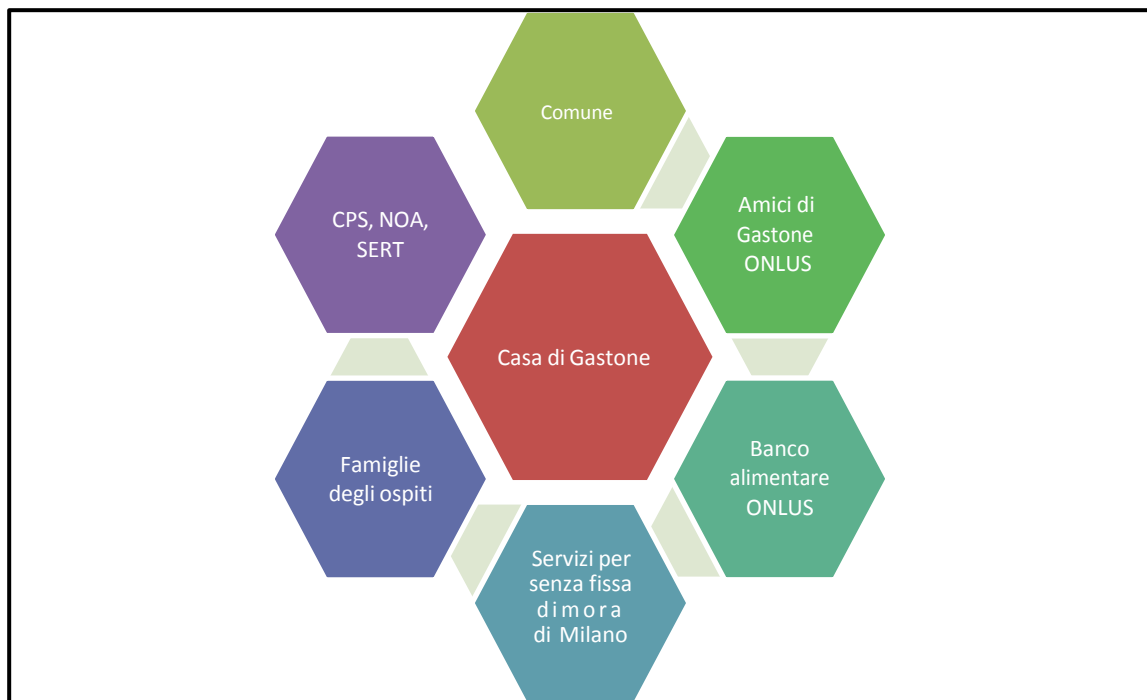 Comune
Amici di
Gastone
ONLUS
CPS, NOA,
SERT
Casa di Gastone
Banco
alimentare
ONLUS
Famiglie
degli ospiti
Servizi per
senza fissa
dimora
di Milano